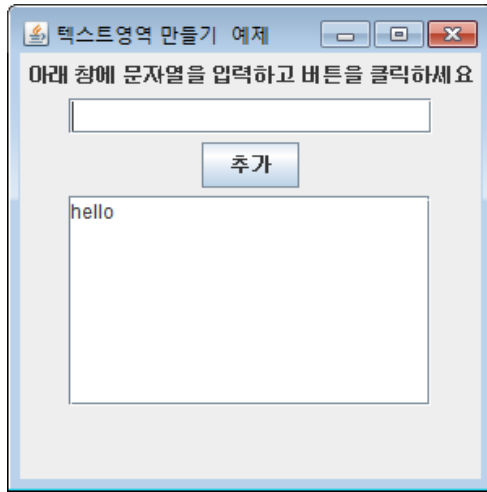 텍스트영역 만들기 예제
아래 창에 문자열을 입력하고 버튼을 클릭하세요
추가
hello